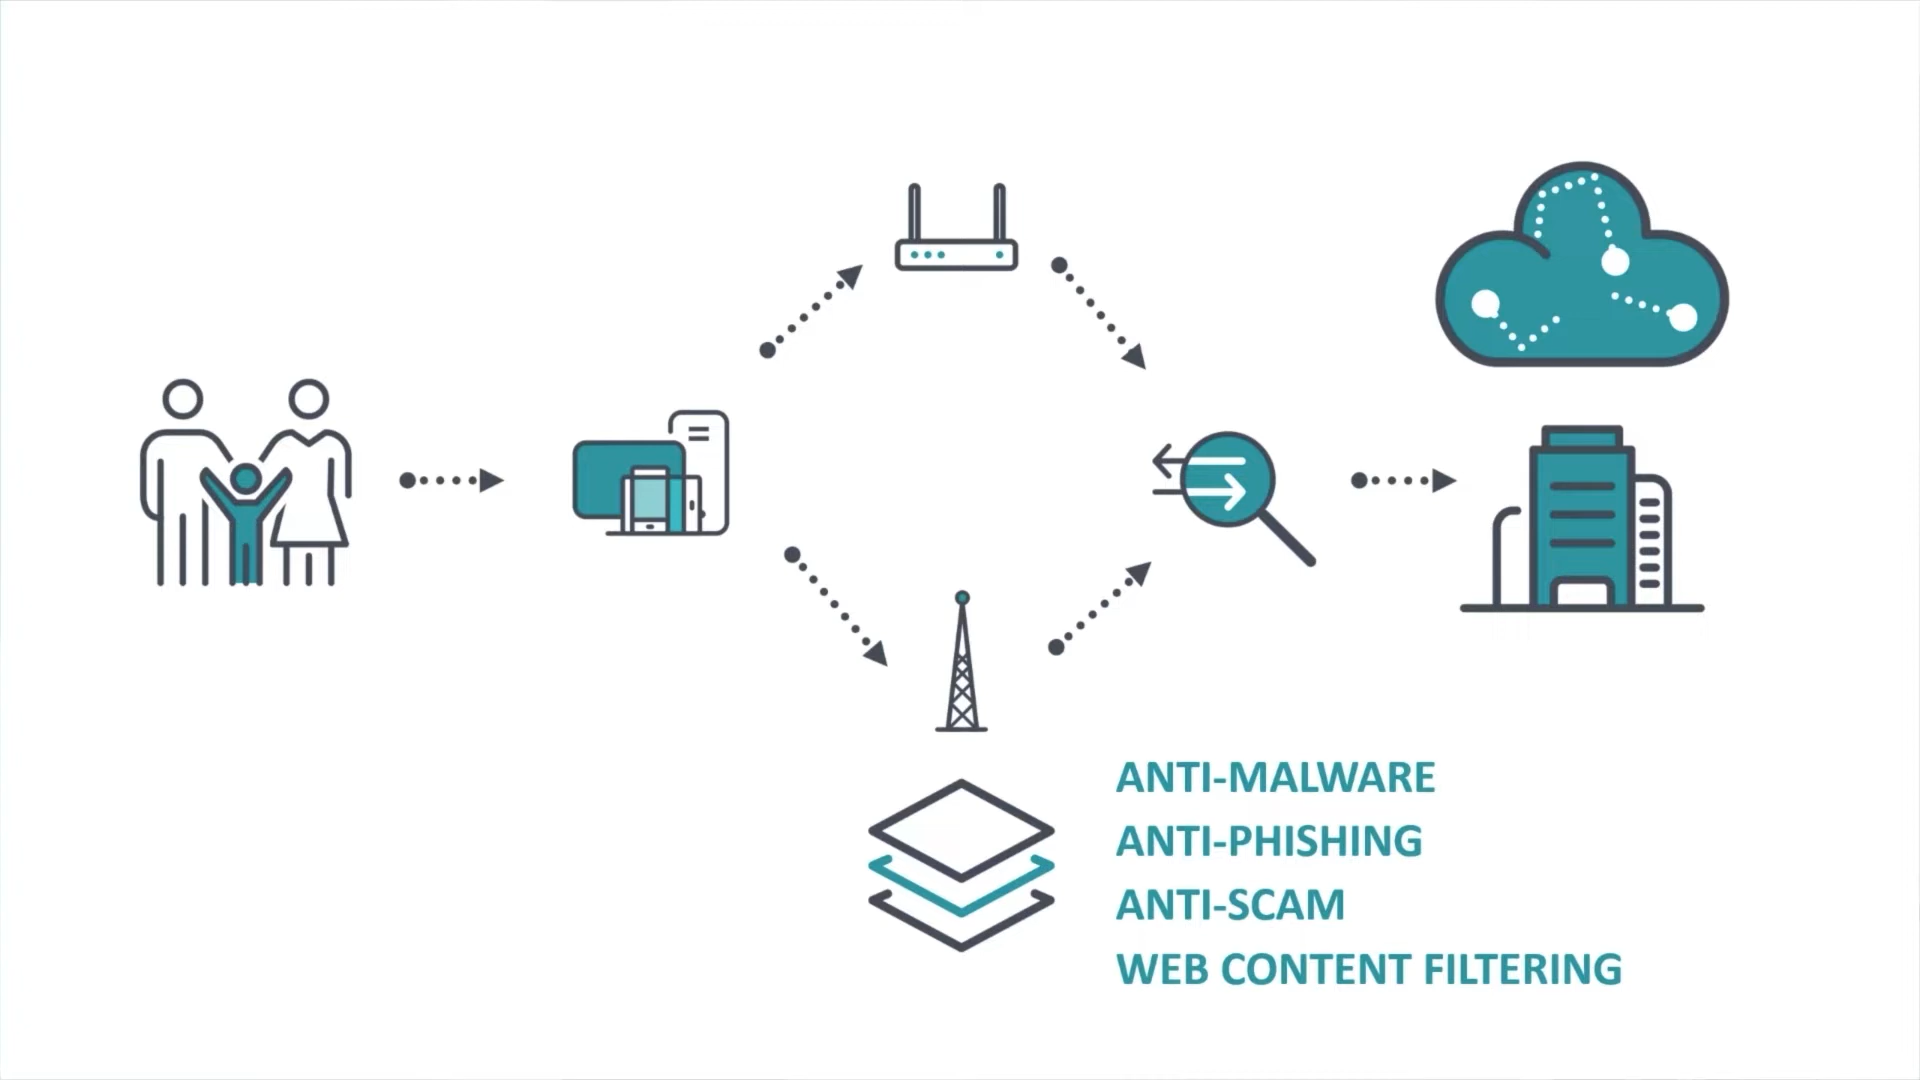 ANTI-MALWARE
ANTI-PHISHING
ANTI-SCAM
WEB CONTENT FILTERING